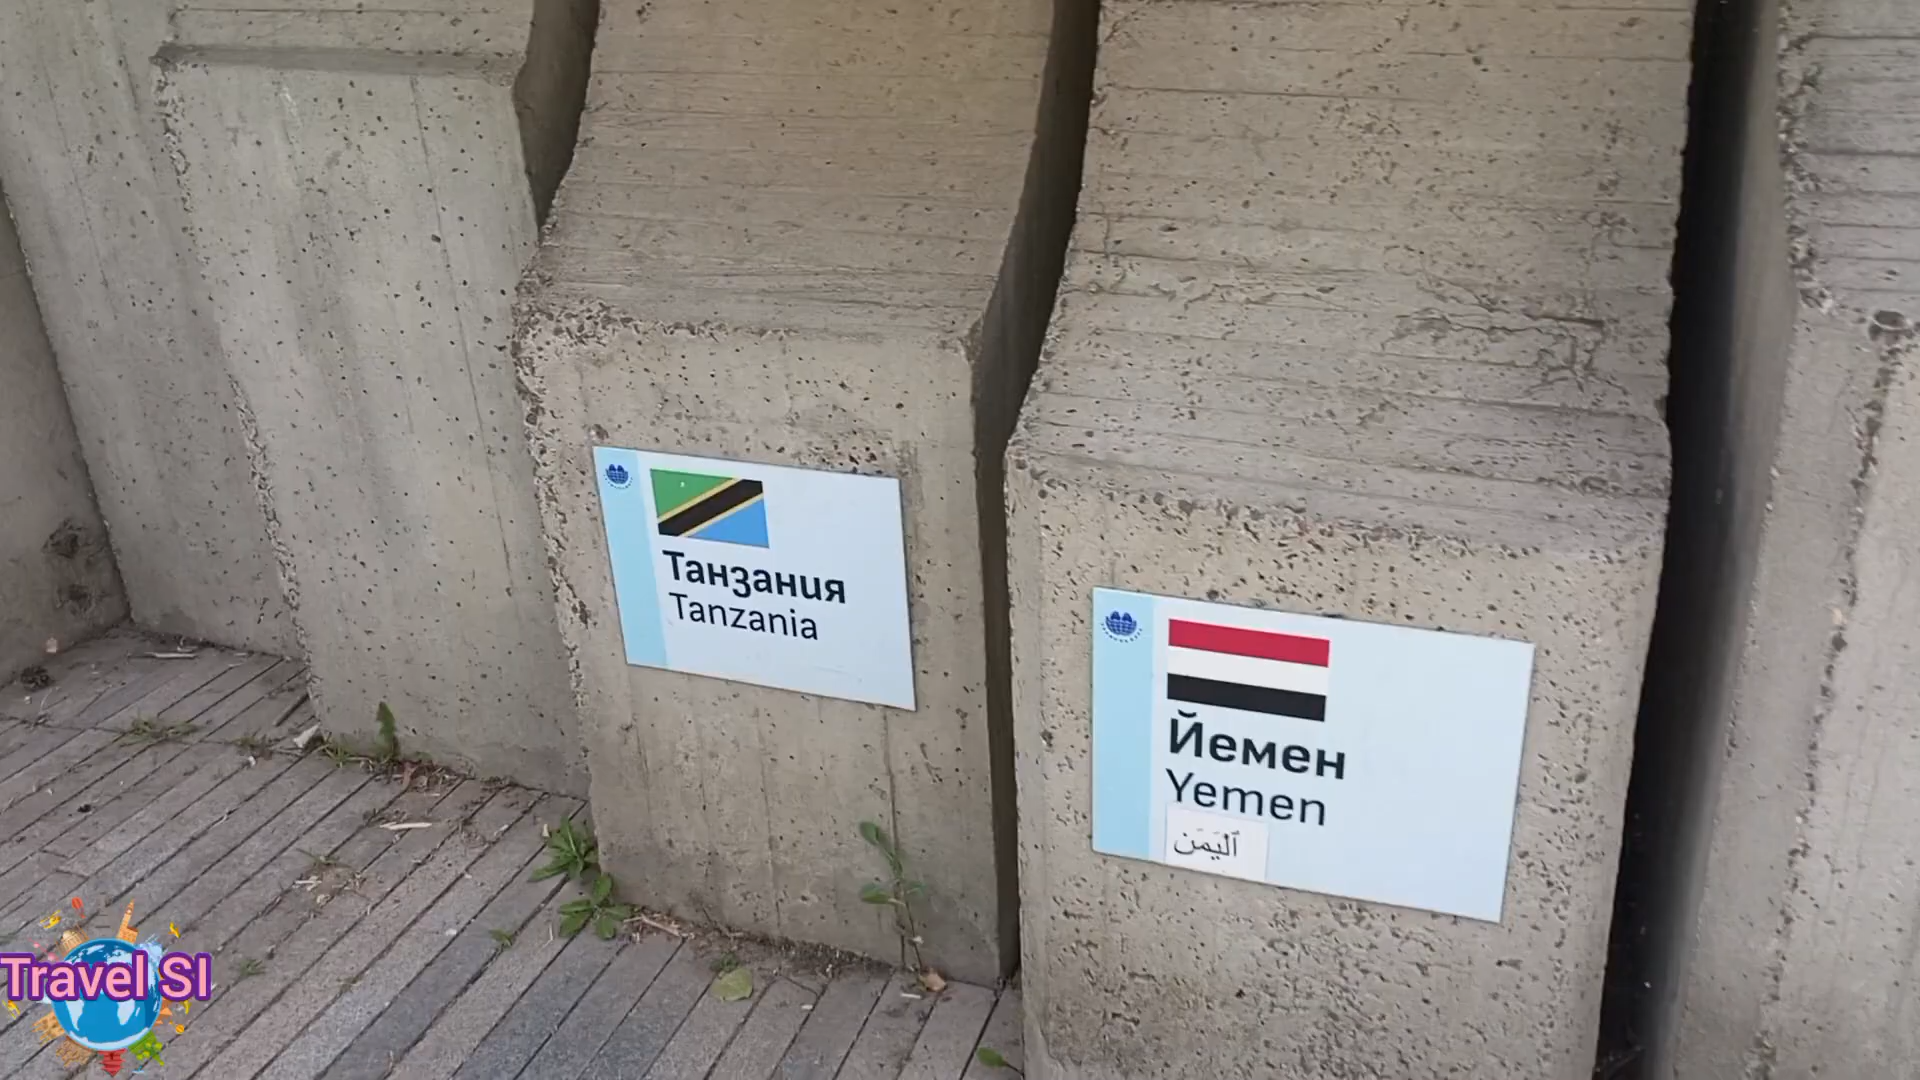 Танзания
Tanzania
Йемен
Yemen
اَلْيَمَن
Travel SI